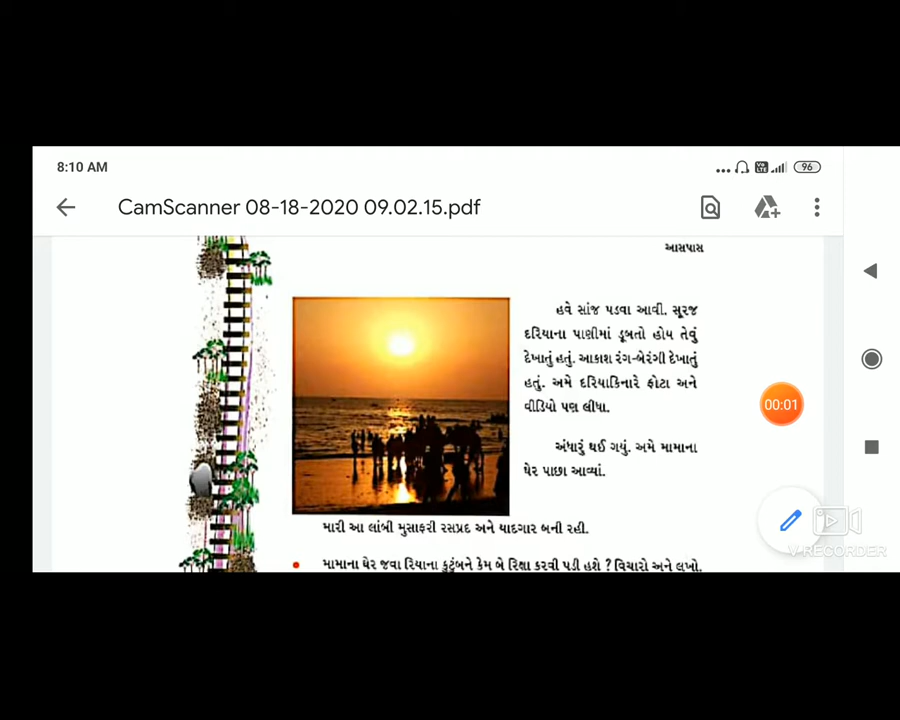 8:10 AM
Vo LTE
96
CamScanner 08-18-2020 09.02.15.pdf
આસપાસ
હવે સાંજ પડવા આવી. સૂરજ
દરિયાના પાણીમાં ડૂબતો હોય તેવું
દેખાતું હતું. આકાશ રંગ-બેરંગી દેખાતું
હતું. અમે દરિયાકિનારે ફોટા અને
વીડિયો પણ લીધા.
00:01
અંધારું થઈ ગયું. અમે મામાના
ઘેર પાછા આવ્યાં.
મારી આ લાંબી મુસાફરી રસપ્રદ અને યાદગાર બની રહી.
V RECORDER
• મામાના ઘેર જવા રિયાના કુટુંબને કેમ બે રિક્ષા કરવી પડી હશે ? વિચારો અને લખો.